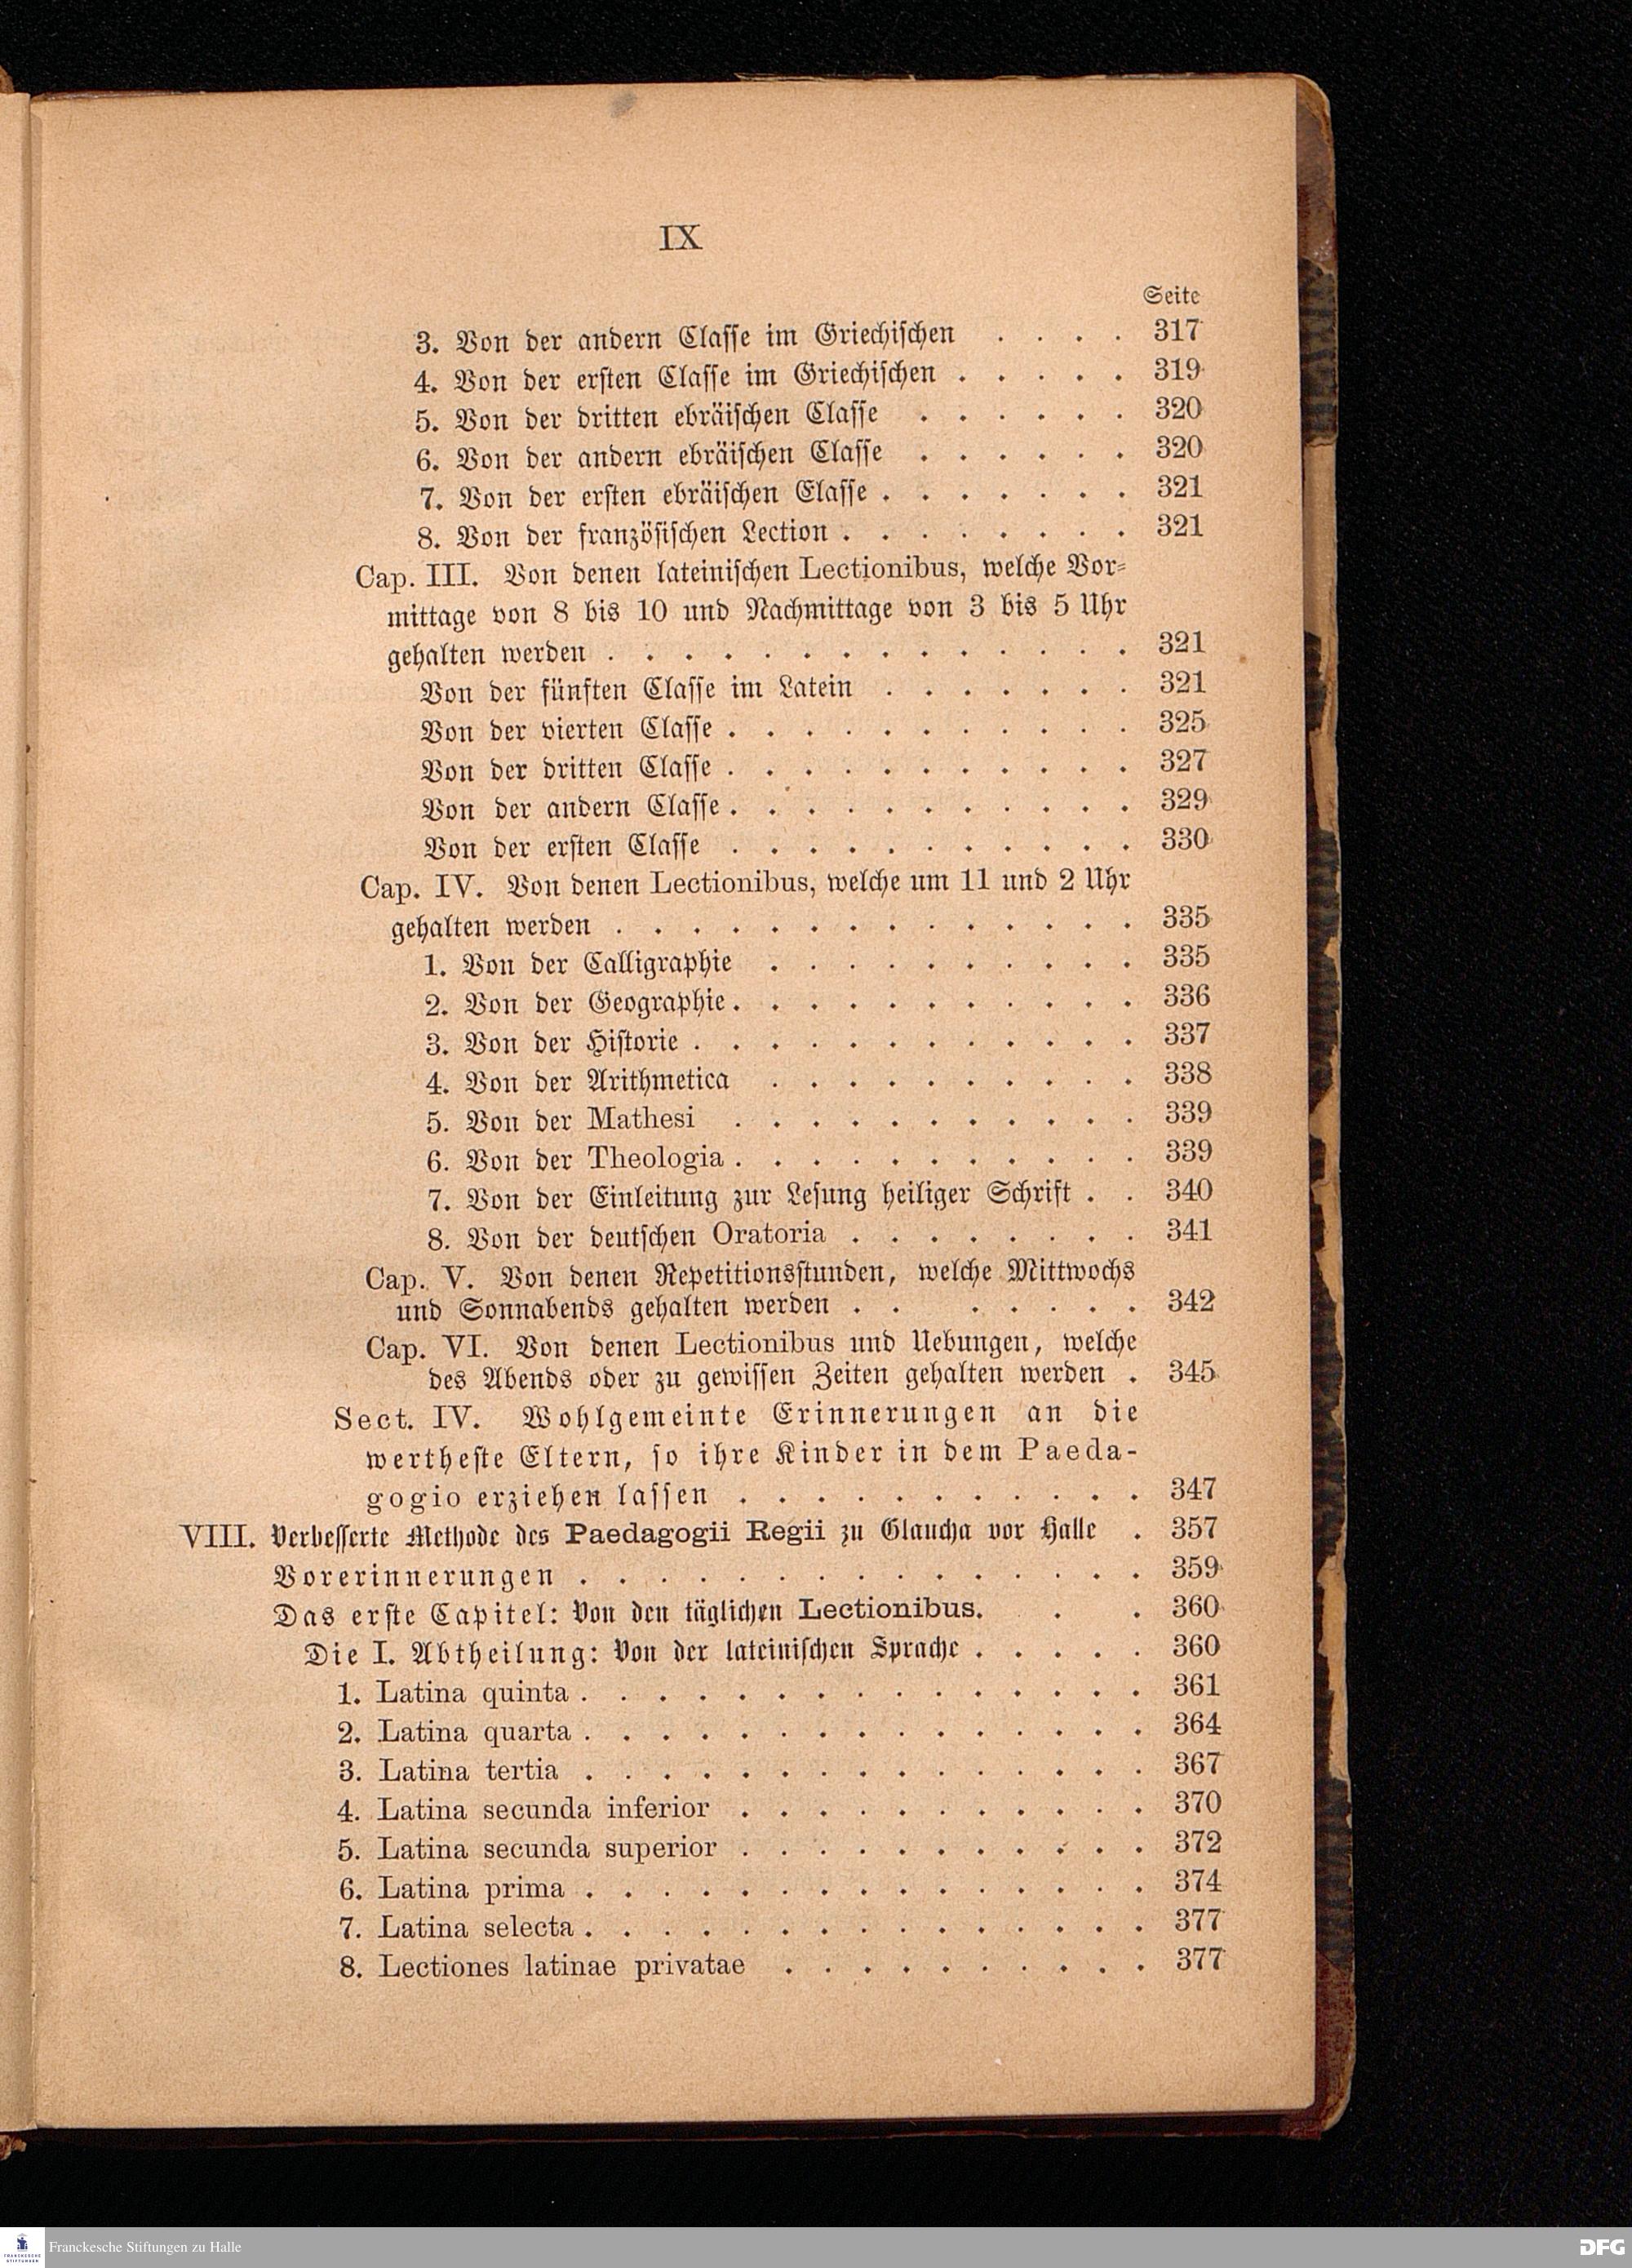 IX
Seite
3. Von der andern Classe im Griechischen . . . . 317
4. Von der ersten Classe im Griechischen . . . . . 319
5. Von der dritten ebräischen Classe . . . . . . 320
6. Von der andern ebräischen Classe . . . . . . 320
7. Von der ersten ebräischen Classe . . . . . . . 321
8. Von der französischen Lection . . . . . . . . 321
Cap. III. Von denen lateinischen Lectionibus, welche Vor-
mittage von 8 bis 10 und Nachmittage von 3 bis 5 Uhr
gehalten werden . . . . . . . . . . . . . . 321
Von der fünften Classe im Latein . . . . . . . 321
Von der vierten Classe . . . . . . . . . . . 325
Von der dritten Classe . . . . . . . . . . . 327
Von der andern Classe . . . . . . . . . . . 329
Von der ersten Classe . . . . . . . . . . . 330
Cap. IV. Von denen Lectionibus, welche um 11 und 2 Uhr
gehalten werden . . . . . . . . . . . . . . 335
1. Von der Calligraphie . . . . . . . . . . 335
2. Von der Geographie . . . . . . . . . . . 336
3. Von der Historie . . . . . . . . . . . . 337
4. Von der Arithmetica . . . . . . . . . . 338
5. Von der Mathesi . . . . . . . . . . . 339
6. Von der Theologia . . . . . . . . . . . 339
7. Von der Einleitung zur Lesung heiliger Schrift . . 340
8. Von der deutschen Oratoria . . . . . . . . 341
Cap. V. Von denen Repetitionsstunden, welche Mittwochs
und Sonnabends gehalten werden . . . . . . . 342
Cap. VI. Von denen Lectionibus und Uebungen, welche
des Abends oder zu gewissen Zeiten gehalten werden . 345
Sect. IV. Wohlgemeinte Erinnerungen an die
wertheste Eltern, so ihre Kinder in dem Paeda-
gogio erziehen lassen . . . . . . . . . . . 347
VIII. Verbesserte Methode des Paedagogii Regii zu Glaucha vor Halle . 357
Vorerinnerungen . . . . . . . . . . . . . . . 359
Das erste Capitel: Von den täglichen Lectionibus. . . 360
Die I. Abtheilung: Von der lateinischen Sprache . . . . . 360
1. Latina quinta . . . . . . . . . . . . . . . 361
2. Latina quarta . . . . . . . . . . . . . . . 364
3. Latina tertia . . . . . . . . . . . . . . . 367
4. Latina secunda inferior . . . . . . . . . . . 370
5. Latina secunda superior . . . . . . . . . . . 372
6. Latina prima . . . . . . . . . . . . . . . 374
7. Latina selecta . . . . . . . . . . . . . . . 377
8. Lectiones latinae privatae . . . . . . . . . . 377
FRANCKESCHE
STIFTUNGEN
Franckesche Stiftungen zu Halle
DFG